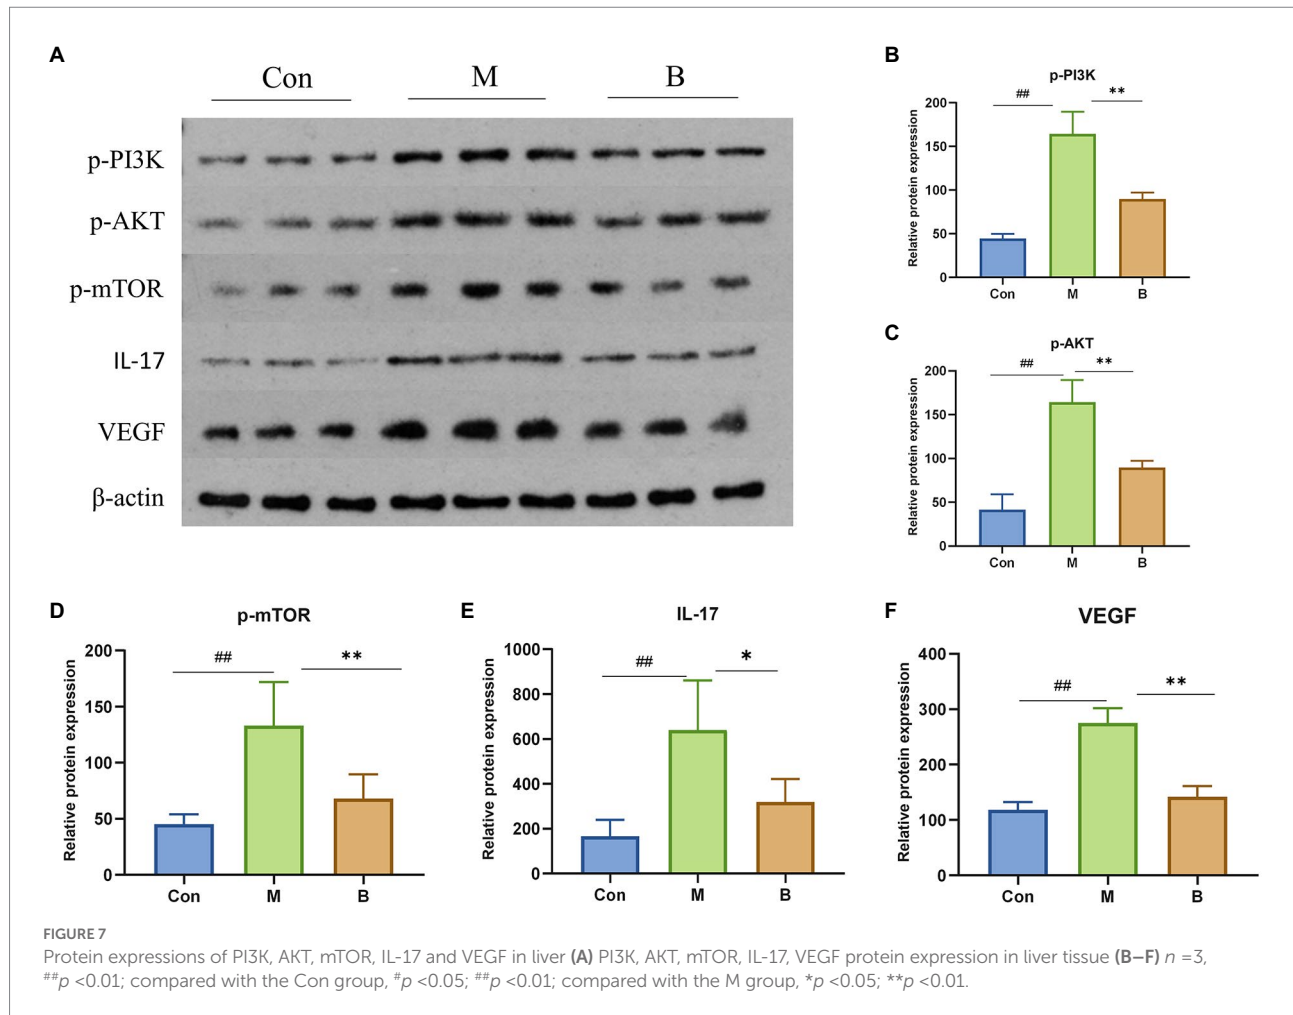 A
Con M B
p-PI3K
p-AKT
p-mTOR
IL-17
VEGF
β-actin
B
p-PI3K
Relative protein expression
200
150
100
50
0
## **
Con M B
C
p-AKT
Relative protein expression
200
150
100
50
0
## **
Con M B
D
p-mTOR
Relative protein expression
200
150
100
50
0
## **
Con M B
E
IL-17
Relative protein expression
1000
800
600
400
200
0
## *
Con M B
F
VEGF
Relative protein expression
400
300
200
100
0
## **
Con M B
FIGURE 7
Protein expressions of PI3K, AKT, mTOR, IL-17 and VEGF in liver (A) PI3K, AKT, mTOR, IL-17, VEGF protein expression in liver tissue (B–F) n =3,
##p <0.01; compared with the Con group, #p <0.05; ##p <0.01; compared with the M group, *p <0.05; **p <0.01.